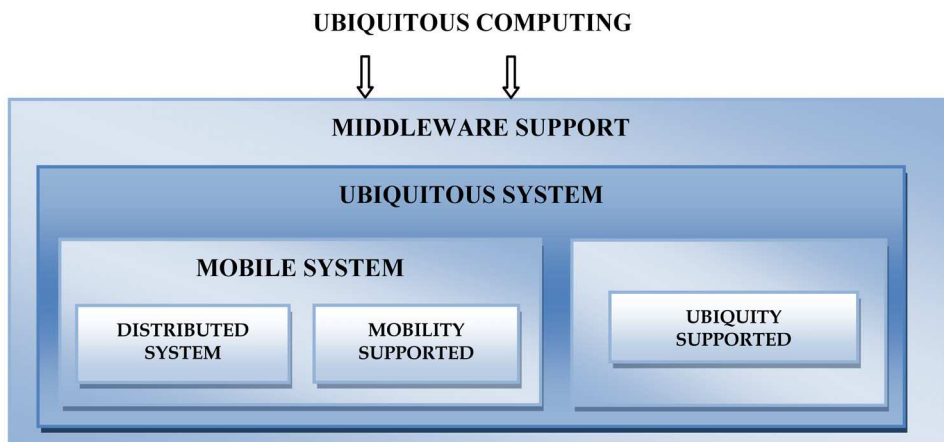 UBIQUITOUS COMPUTING
MIDDLEWARE SUPPORT
UBIQUITOUS SYSTEM
MOBILE SYSTEM
DISTRIBUTED
SYSTEM
MOBILITY
SUPPORTED
UBIQUITY
SUPPORTED